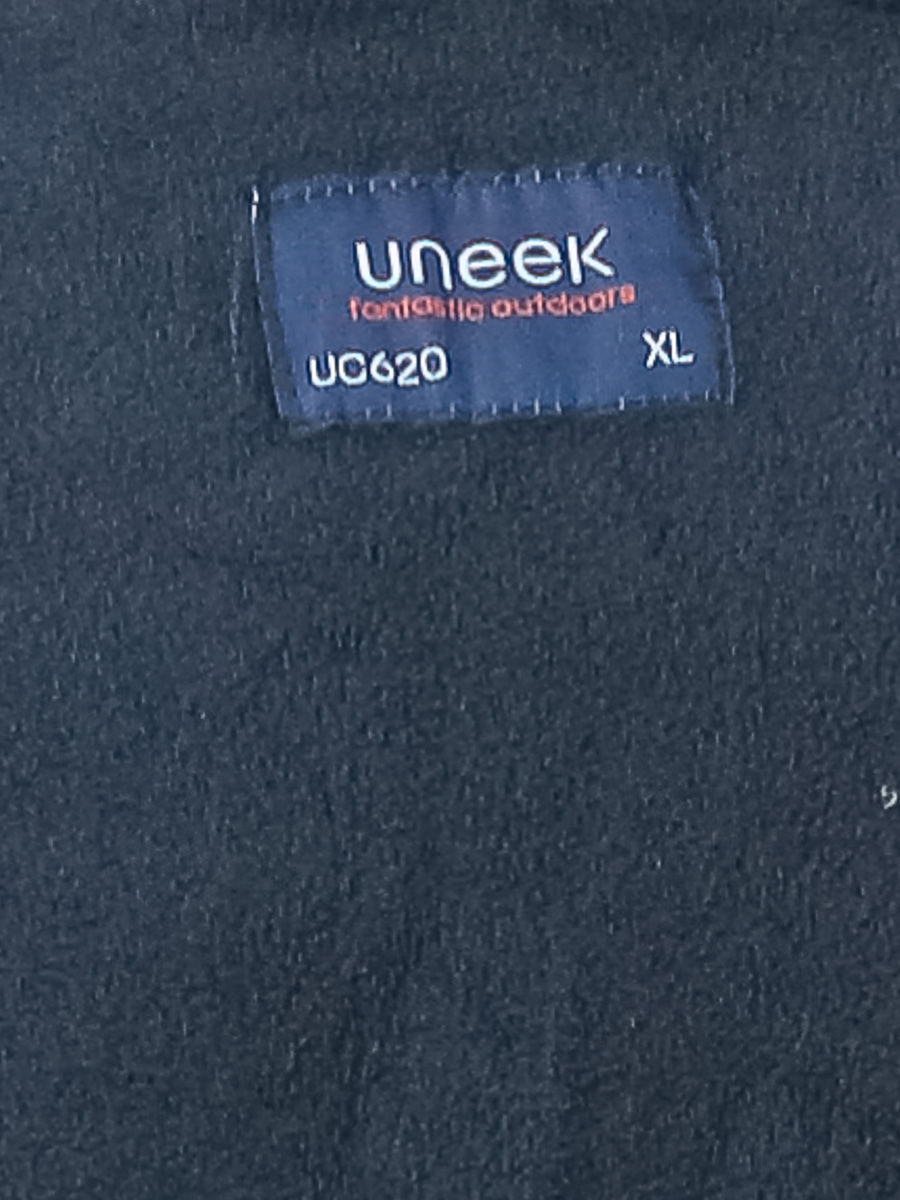 uneek
fantastic outdoors
UC620
XL